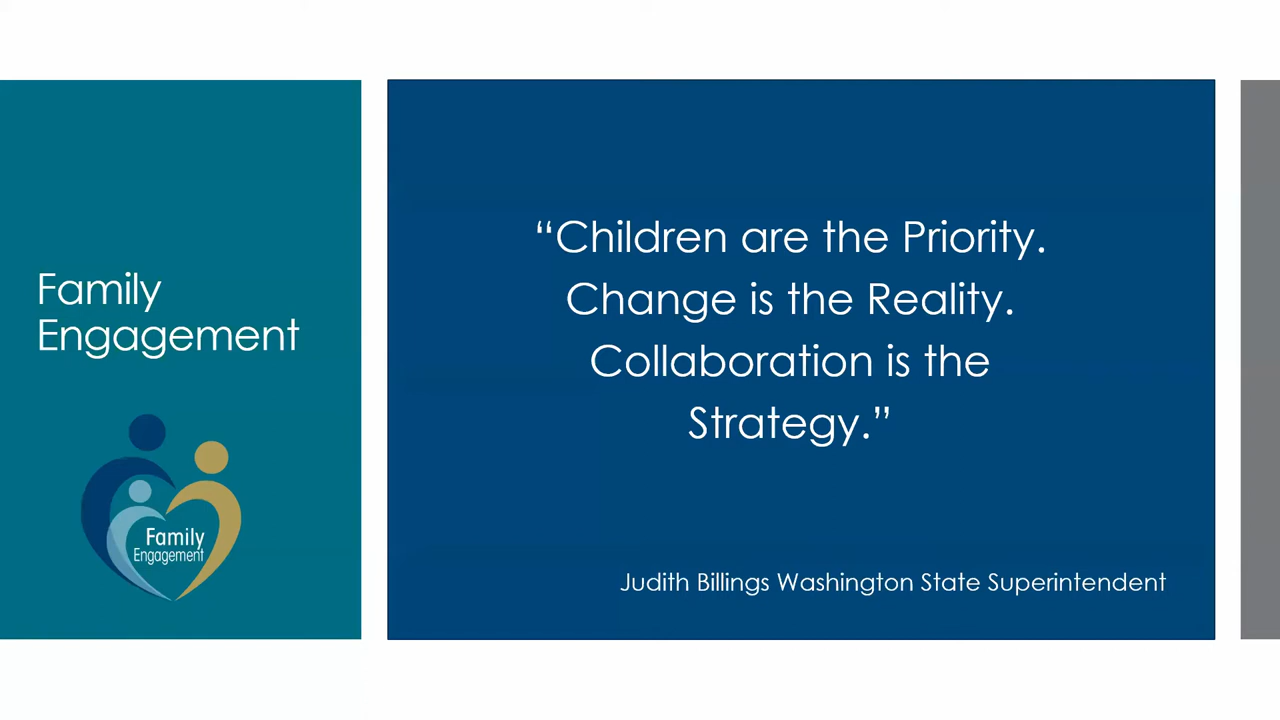 Family
Engagement
Family
Engagement
“Children are the Priority.
Change is the Reality.
Collaboration is the
Strategy.”
Judith Billings Washington State Superintendent